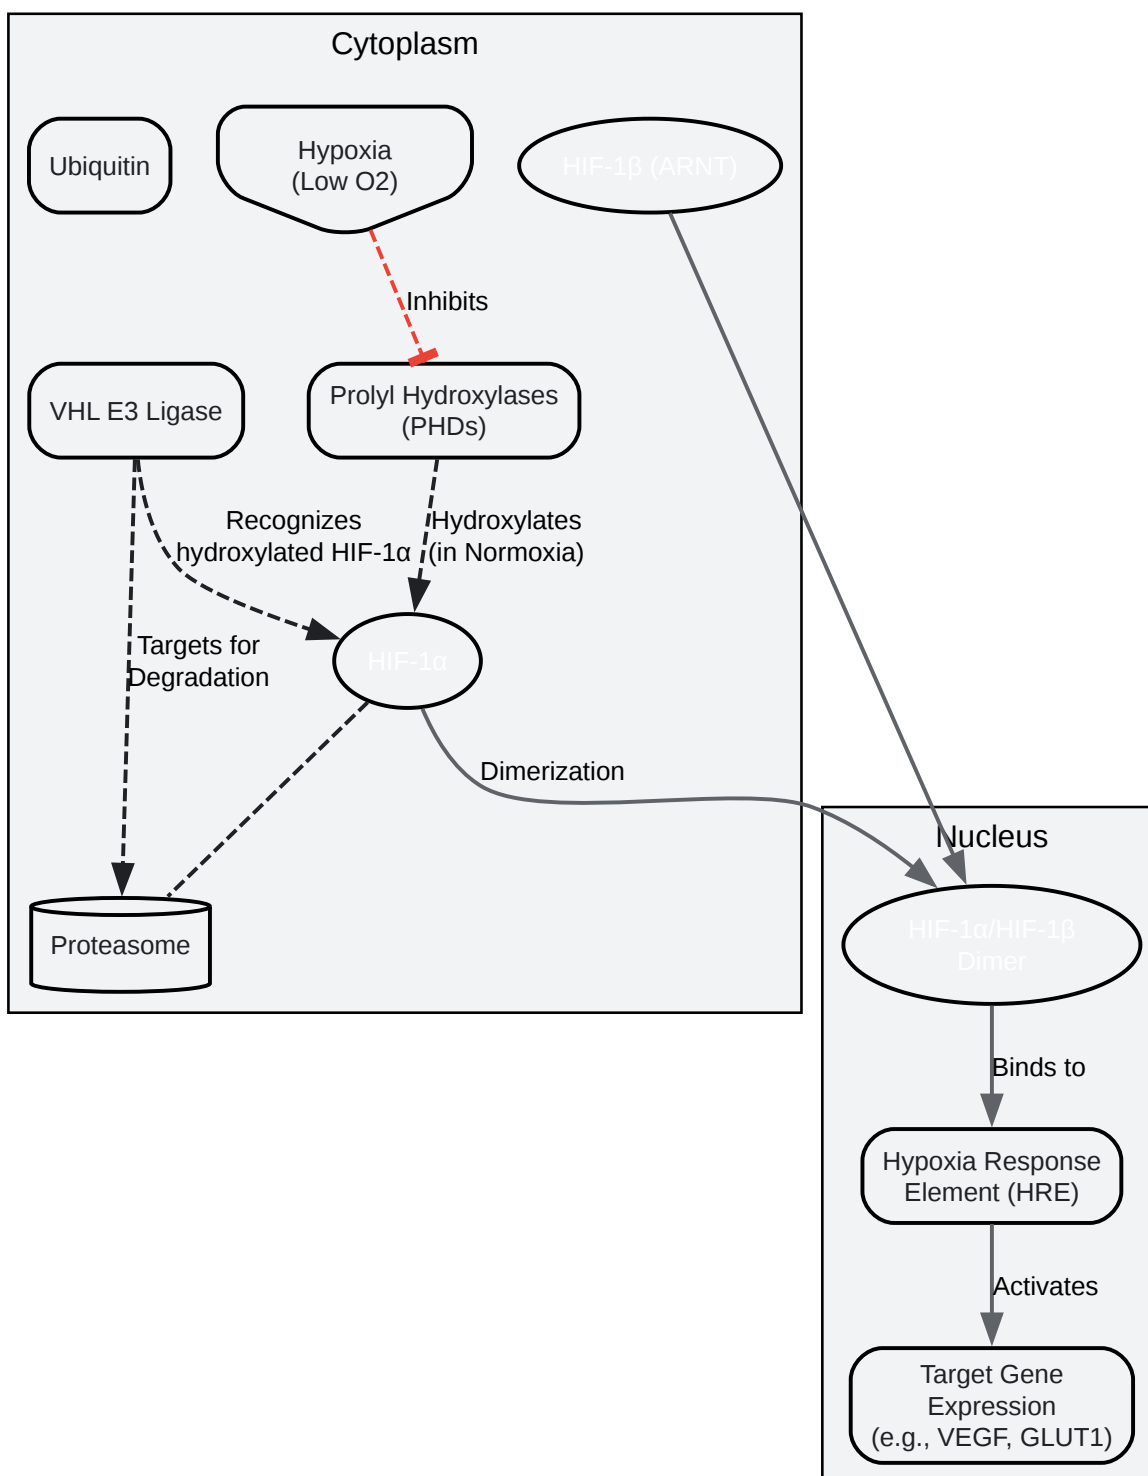 Cytoplasm
Ubiquitin
Hypoxia
(Low O2)
HIF-1β (ARNT)
Inhibits
VHL E3 Ligase
Prolyl Hydroxylases
(PHDs)
Recognizes
hydroxylated HIF-1α
Hydroxylates
(in Normoxia)
Targets for
Degradation
HIF-1α
Dimerization
Proteasome
Nucleus
HIF-1α/HIF-1β
Dimer
Binds to
Hypoxia Response
Element (HRE)
Activates
Target Gene
Expression
(e.g., VEGF, GLUT1)